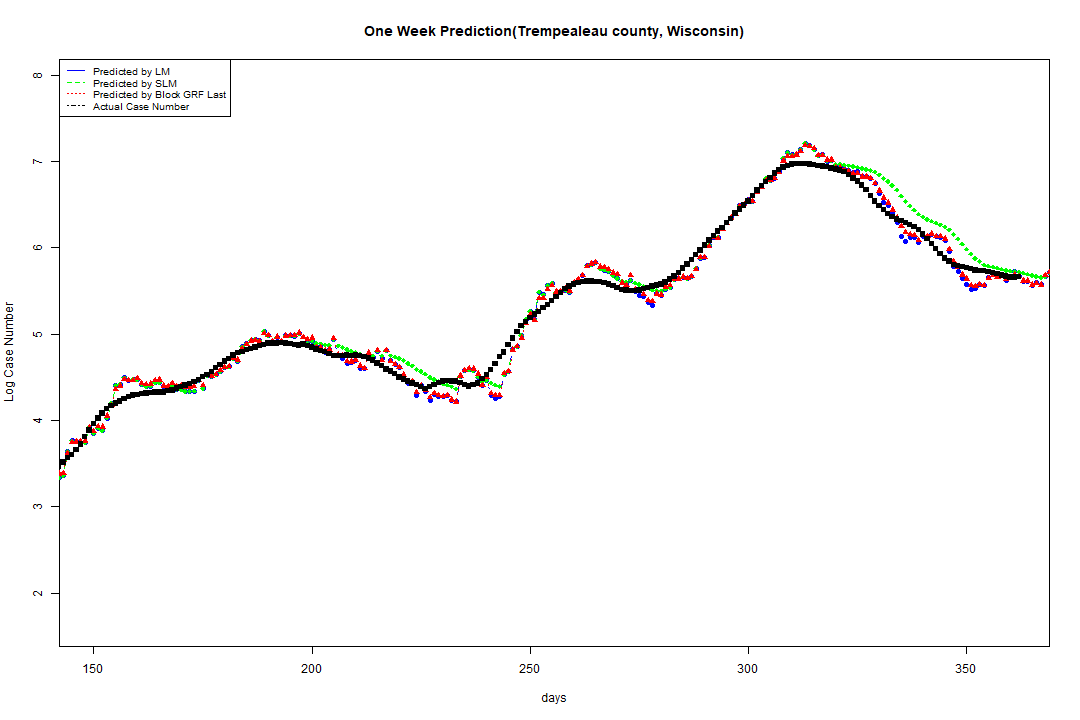 One Week Prediction(Trempealeau county, Wisconsin)
Predicted by LM
Predicted by SLM
Predicted by Block GRF Last
Actual Case Number
8
7
6
5
4
3
2
Log Case Number
150 200 250 300 350
days